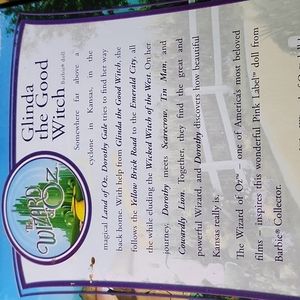 Glinda
the Good
Witch Barbie® doll
THE
WIZARD
OF OZ
Somewhere far above a
cyclone in Kansas, in the
magical Land of Oz, Dorothy Gale tries to find her way
back home. With help from Glinda the Good Witch, she
follows the Yellow Brick Road to the Emerald City, all
the while eluding the Wicked Witch of the West. On her
journey, Dorothy meets Scarecrow, Tin Man, and
Cowardly Lion. Together, they find the great and
powerful Wizard, and Dorothy discovers how beautiful
Kansas really is.
The Wizard of Oz™ – one of America's most beloved
films – inspires this wonderful Pink Label™ doll from
Barbie® Collector.